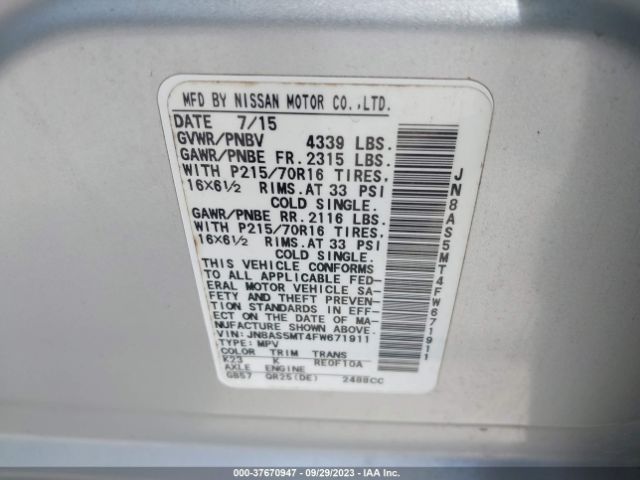 MFD BY NISSAN MOTOR CO.,LTD.
DATE 7/15
GVWR/PNBV 4339 LBS.
GAWR/PNBE FR. 2315 LBS.
WITH P215/70R16 TIRES.
16X6½ RIMS. AT 33 PSI
COLD SINGLE.
GAWR/PNBE RR. 2116 LBS.
WITH P215/70R16 TIRES.
16X6½ RIMS. AT 33 PSI
COLD SINGLE.
THIS VEHICLE CONFORMS
TO ALL APPLICABLE FED-
ERAL MOTOR VEHICLE SA-
FETY AND THEFT PREVEN-
TION STANDARDS IN EFF-
ECT ON THE DATE OF MA-
NUFACTURE SHOWN ABOVE.
VIN: JN8AS5MT4FW671911
TYPE: MPV
COLOR TRIM TRANS
K23 K RE0F10A
AXLE ENGINE
GB57 QR25(DE) 2488CC
JN8AS5MT4FW671911
000-37670947 - 09/29/2023 - IAA Inc.